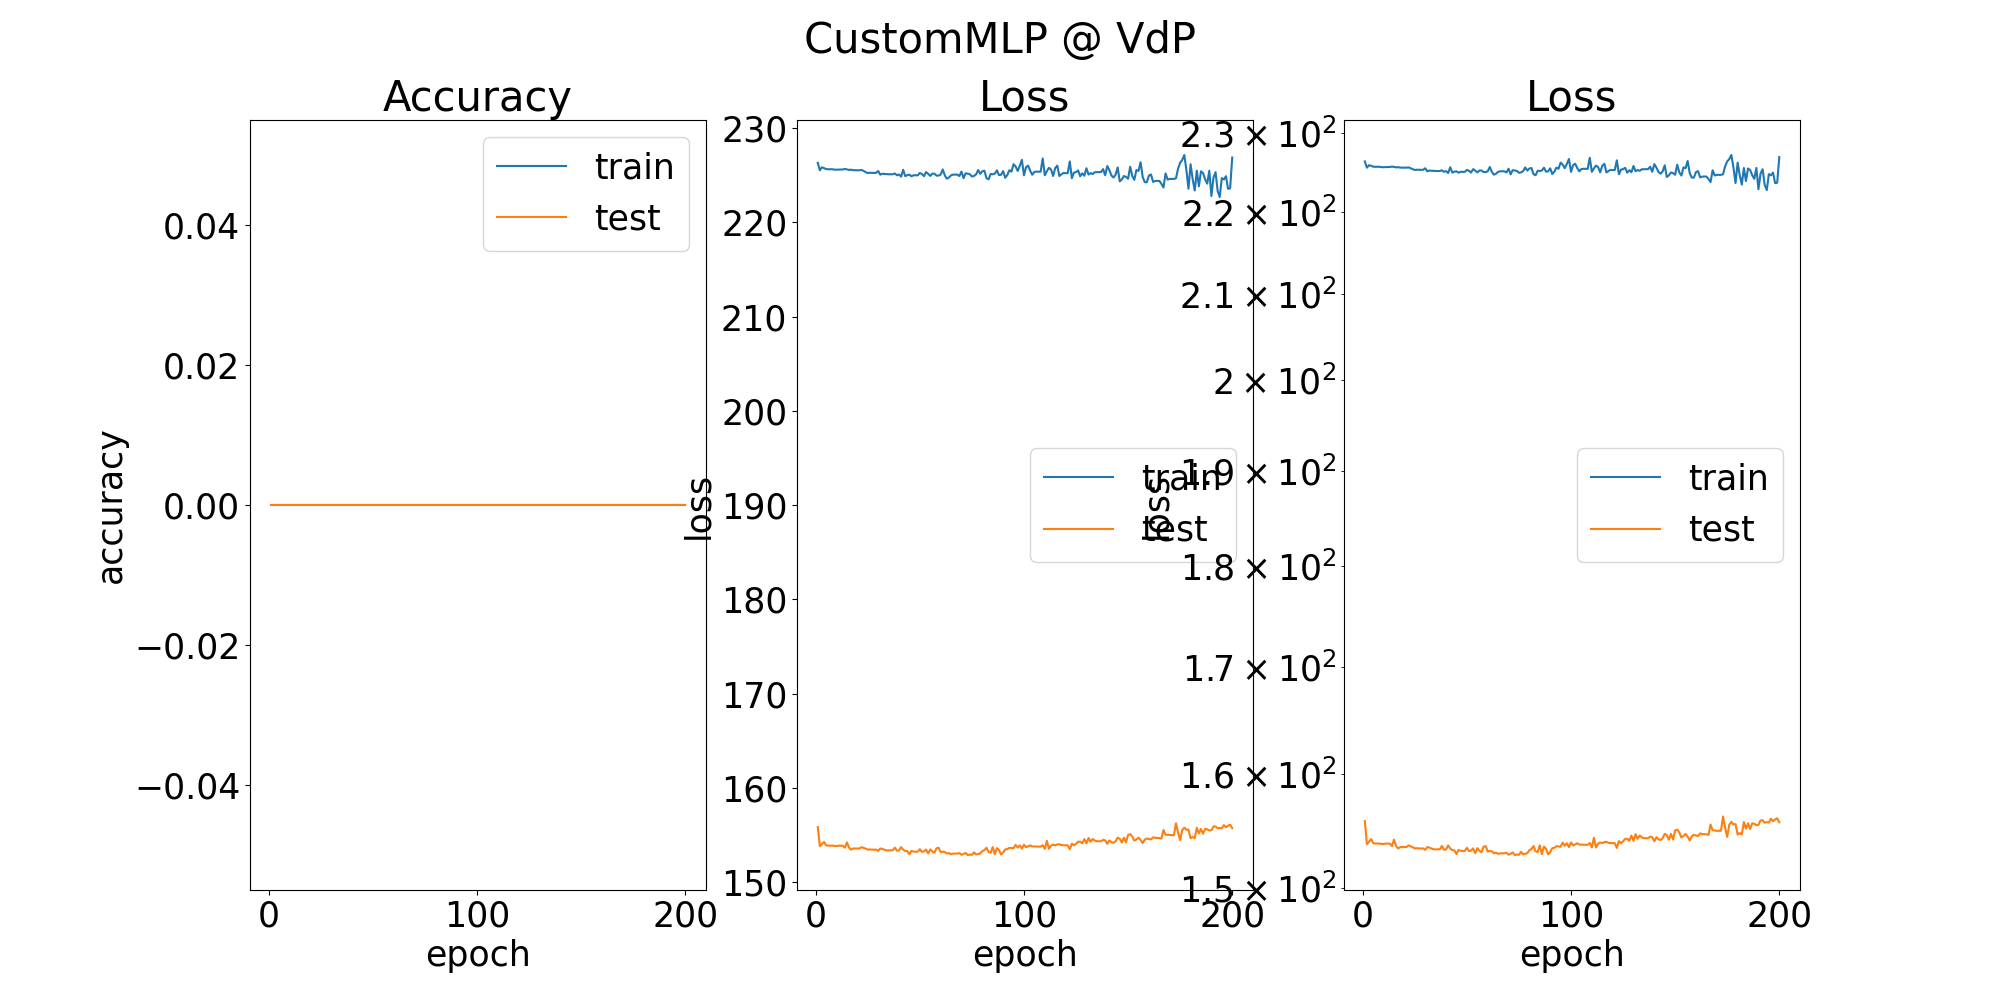 CustomMLP @ VdP
Accuracy
accuracy
0.04
0.02
0.00
−0.02
−0.04
train
test
0
100
200
epoch
Loss
loss
230
220
210
200
190
180
170
160
150
train
test
0
100
200
epoch
Loss
loss
2.3 × 10²
2.2 × 10²
2.1 × 10²
2 × 10²
1.9 × 10²
1.8 × 10²
1.7 × 10²
1.6 × 10²
1.5 × 10²
train
test
0
100
200
epoch